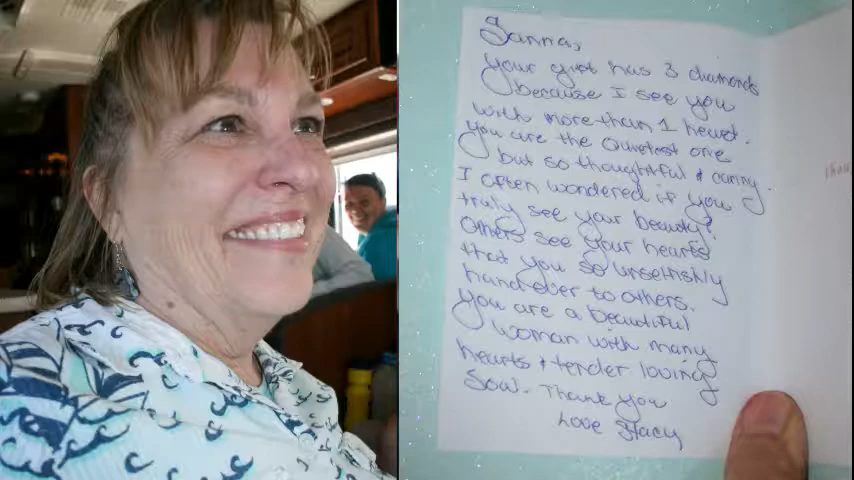 Sanna,
Your gift has 3 diamonds
because I see you
with more than 1 heart.
You are the quietest one
but so thoughtful & caring.
I often wondered if you
truly see your beauty?
Others see your hearts
that you so unselfishly
hand over to others.
You are a beautiful
woman with many
hearts & tender loving
Soul. Thank you
Love Stacy